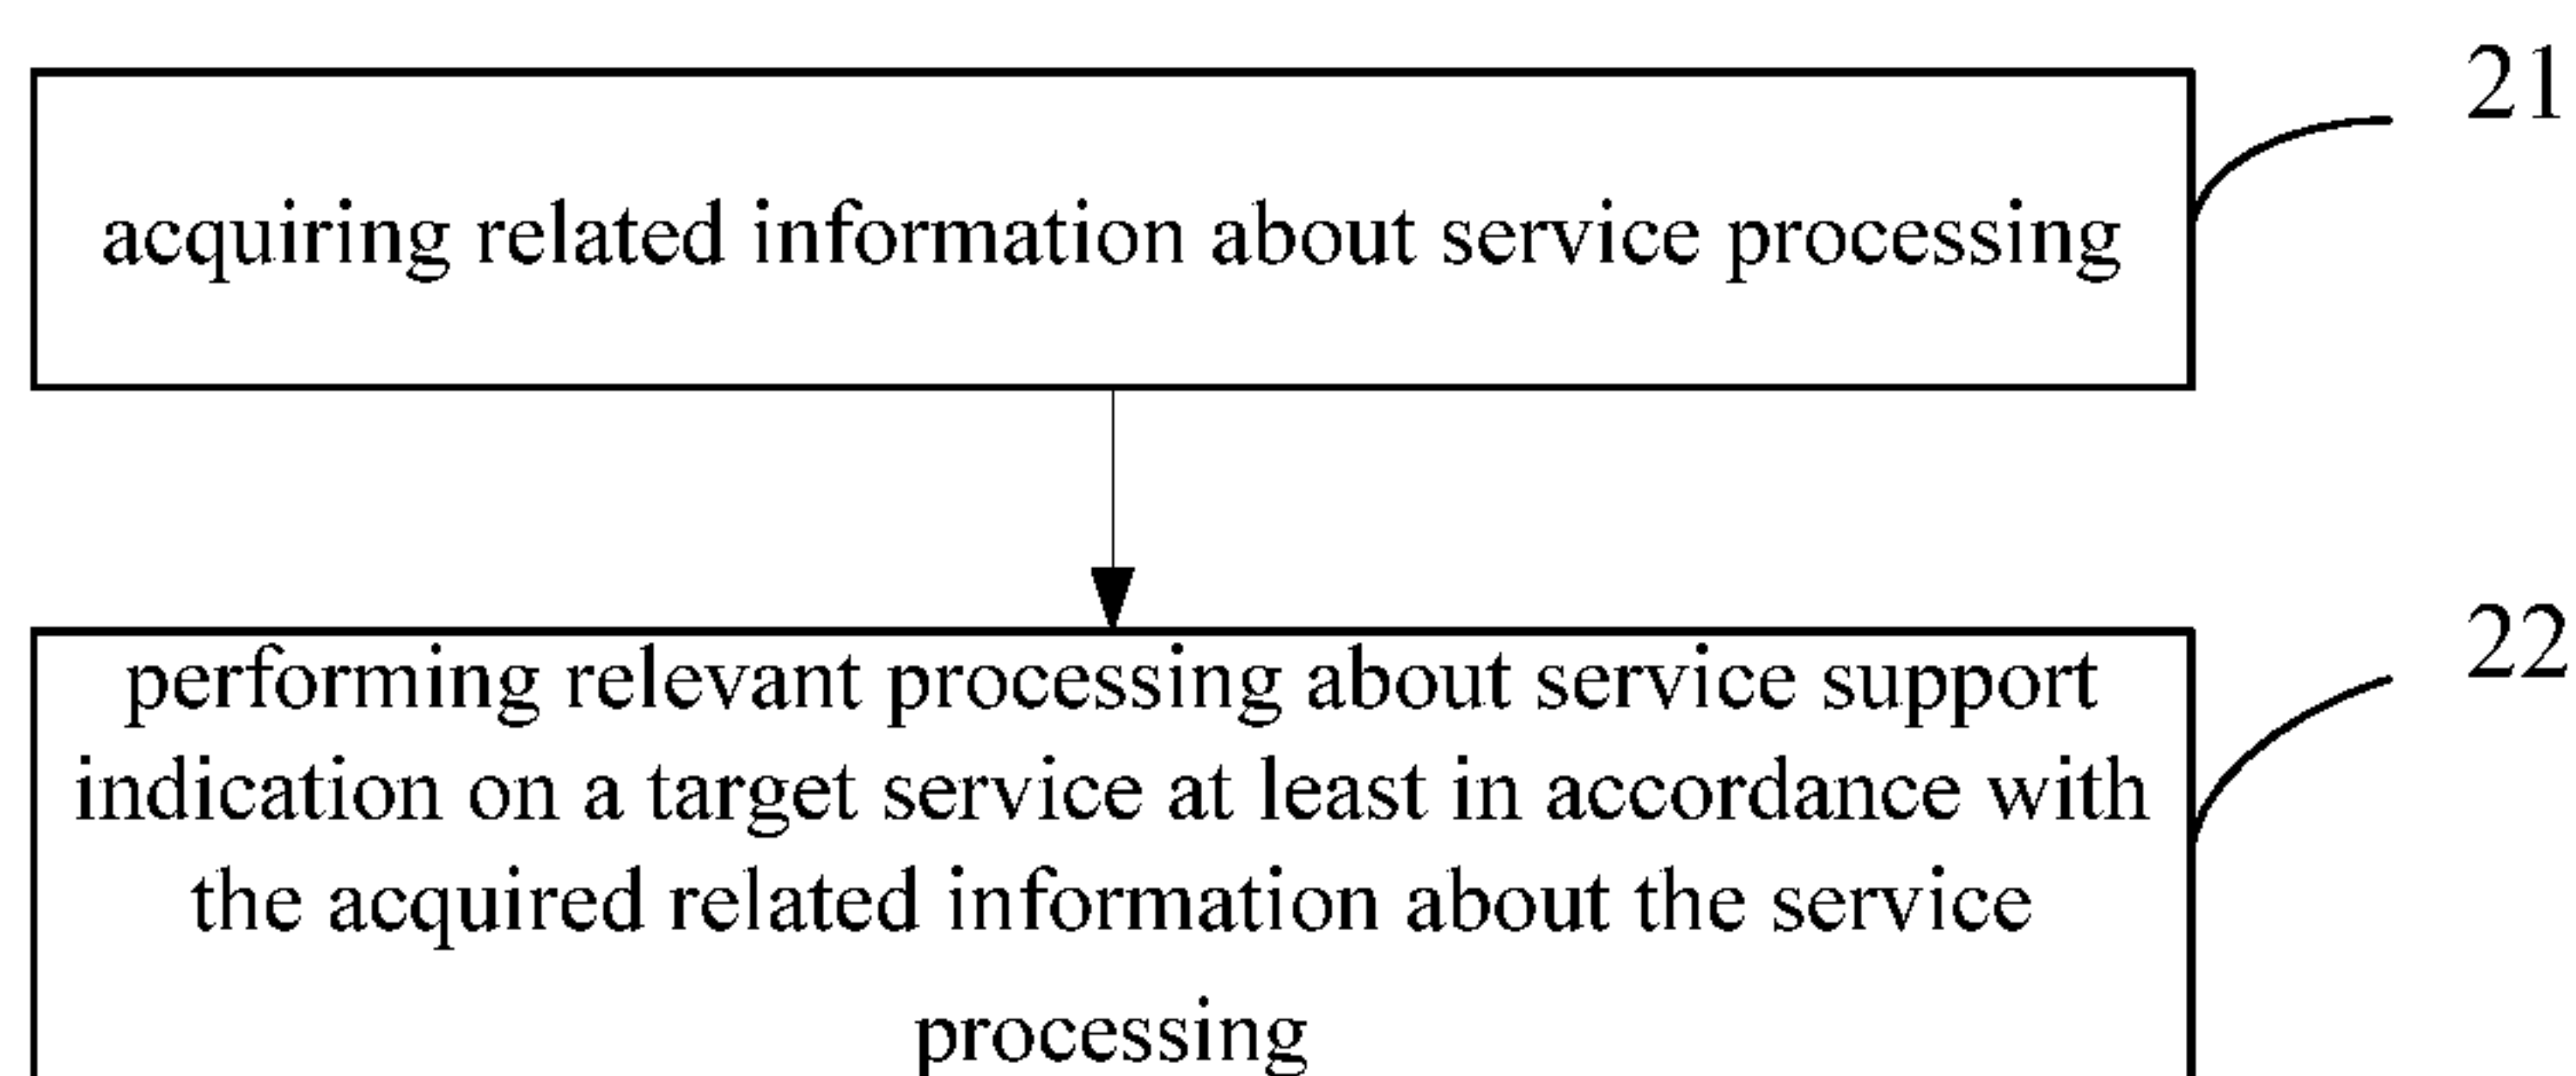 21
acquiring related information about service processing
22
performing relevant processing about service support
indication on a target service at least in accordance with
the acquired related information about the service
processing